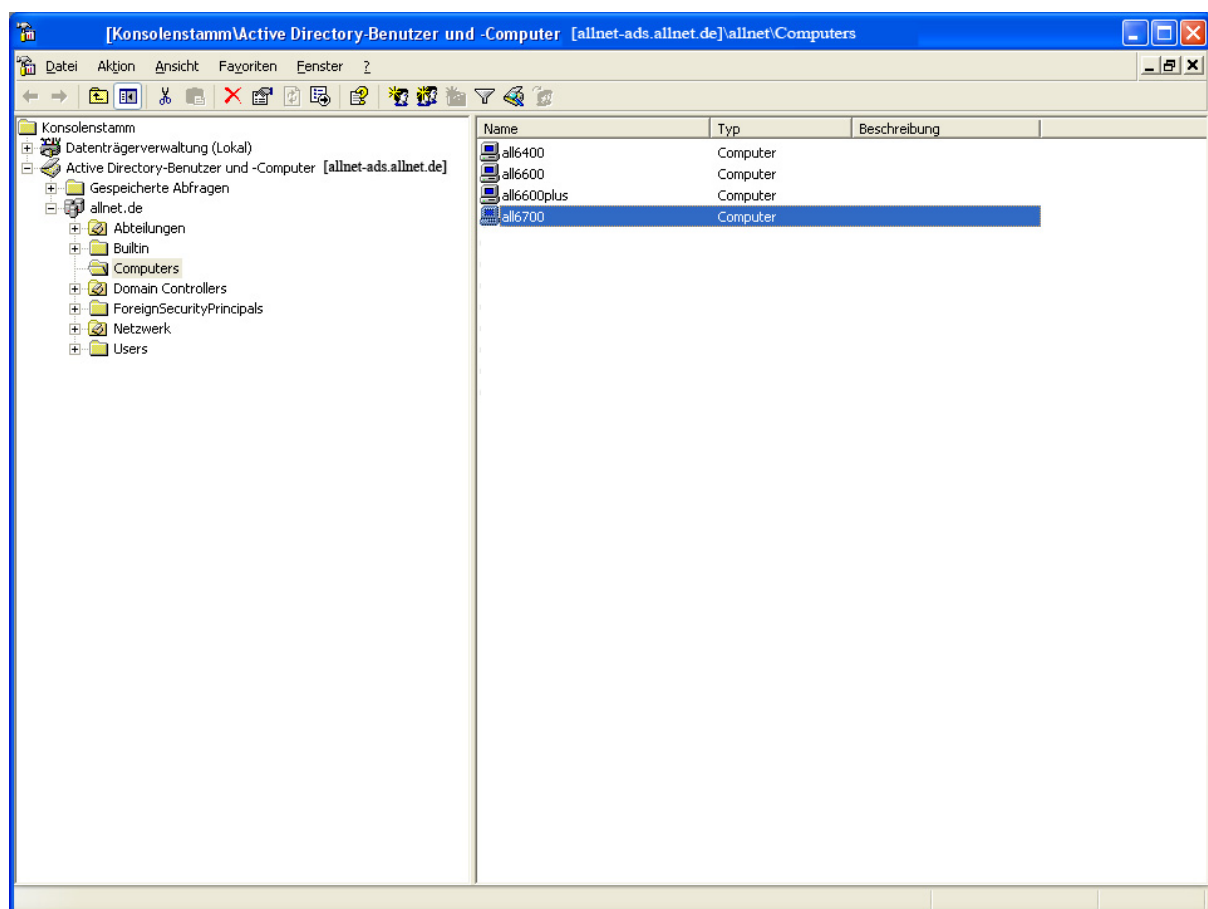 [Konsolenstamm\Active Directory-Benutzer und -Computer [allnet-ads.allnet.de]\allnet\Computers
Datei Aktion Ansicht Favoriten Fenster ?
Konsolenstamm
Datenträgerverwaltung (Lokal)
Active Directory-Benutzer und -Computer [allnet-ads.allnet.de]
Gespeicherte Abfragen
allnet.de
Abteilungen
Builtin
Computers
Domain Controllers
ForeignSecurityPrincipals
Netzwerk
Users
Name Typ Beschreibung
all6400 Computer
all6600 Computer
all6600plus Computer
all6700 Computer